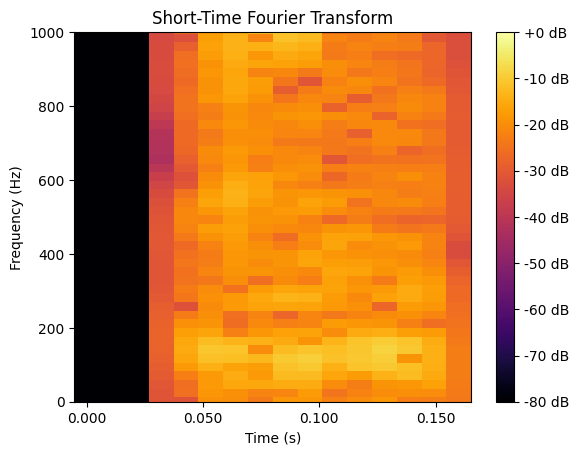 Short-Time Fourier Transform
1000
800
600
400
200
0
Frequency (Hz)
0.000
0.050
0.100
0.150
Time (s)
+0 dB
-10 dB
-20 dB
-30 dB
-40 dB
-50 dB
-60 dB
-70 dB
-80 dB